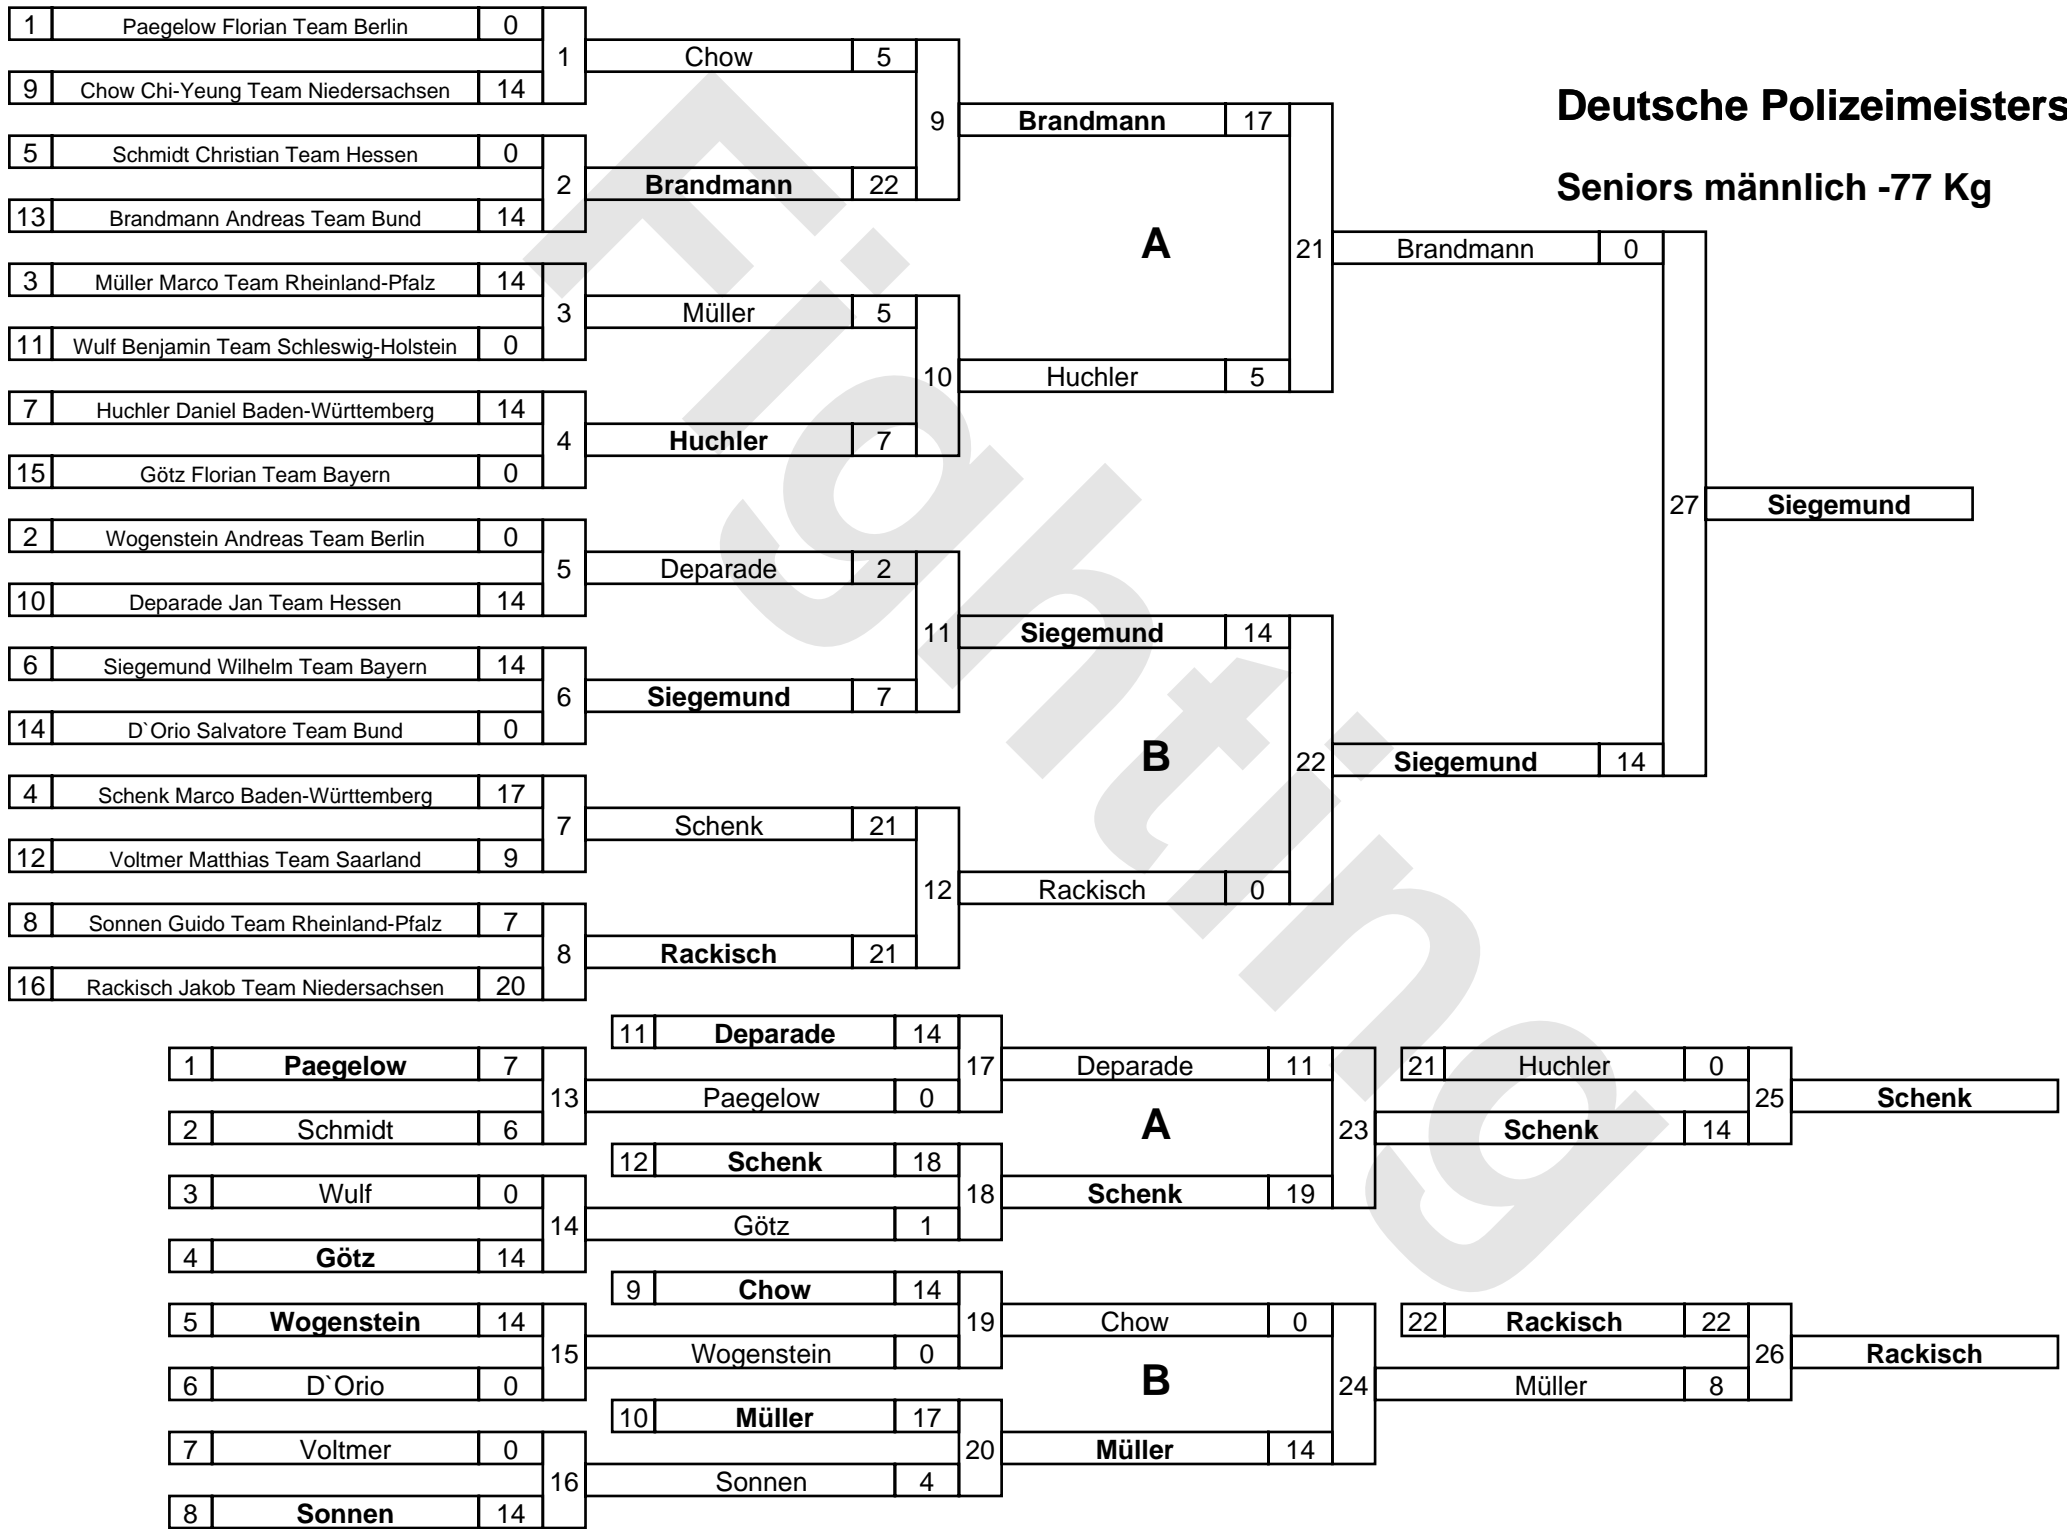 Deutsche Polizeimeisters
Seniors männlich -77 Kg
1 Paegelow Florian Team Berlin 0
1
9 Chow Chi-Yeung Team Niedersachsen 14
Chow 5
9
5 Schmidt Christian Team Hessen 0
2
13 Brandmann Andreas Team Bund 14
Brandmann 22
Brandmann 17
3 Müller Marco Team Rheinland-Pfalz 14
3
11 Wulf Benjamin Team Schleswig-Holstein 0
Müller 5
10
7 Huchler Daniel Baden-Württemberg 14
4
15 Götz Florian Team Bayern 0
Huchler 7
Huchler 5
A
21
Brandmann 0
2 Wogenstein Andreas Team Berlin 0
5
10 Deparade Jan Team Hessen 14
Deparade 2
11
6 Siegemund Wilhelm Team Bayern 14
6
14 D`Orio Salvatore Team Bund 0
Siegemund 7
Siegemund 14
4 Schenk Marco Baden-Württemberg 17
7
12 Voltmer Matthias Team Saarland 9
Schenk 21
12
8 Sonnen Guido Team Rheinland-Pfalz 7
8
16 Rackisch Jakob Team Niedersachsen 20
Rackisch 21
Rackisch 0
B
22
Siegemund 14
27
Siegemund
1 Paegelow 7
13
2 Schmidt 6
11 Deparade 14
17
Paegelow 0
3 Wulf 0
14
4 Götz 14
12 Schenk 18
18
Götz 1
Deparade 11
A
23
Schenk 19
21 Huchler 0
25
Schenk 14
Schenk
5 Wogenstein 14
15
6 D`Orio 0
9 Chow 14
19
Wogenstein 0
7 Voltmer 0
16
8 Sonnen 14
10 Müller 17
20
Sonnen 4
Chow 0
B
24
Müller 14
22 Rackisch 22
26
Müller 8
Rackisch
Fighting